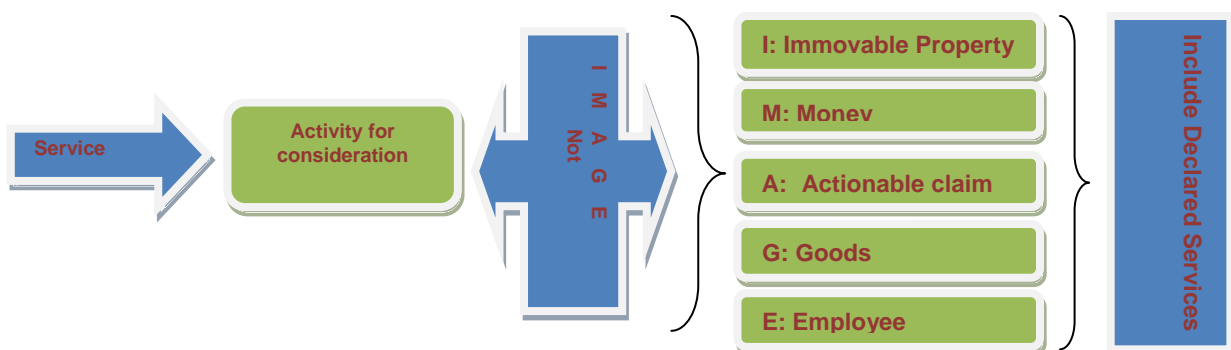 Service
Activity for
consideration
I M A G E
Not
I: Immovable Property
M: Money
A: Actionable claim
G: Goods
E: Employee
Include Declared Services